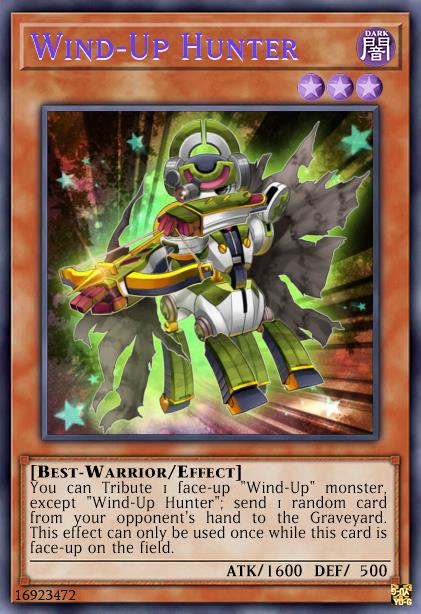 Wind-Up Hunter
DARK
闇
[Best-Warrior/Effect]
You can Tribute 1 face-up "Wind-Up" monster,
except "Wind-Up Hunter"; send 1 random card
from your opponent's hand to the Graveyard.
This effect can only be used once while this card is
face-up on the field.
ATK/1600 DEF/ 500
16923472